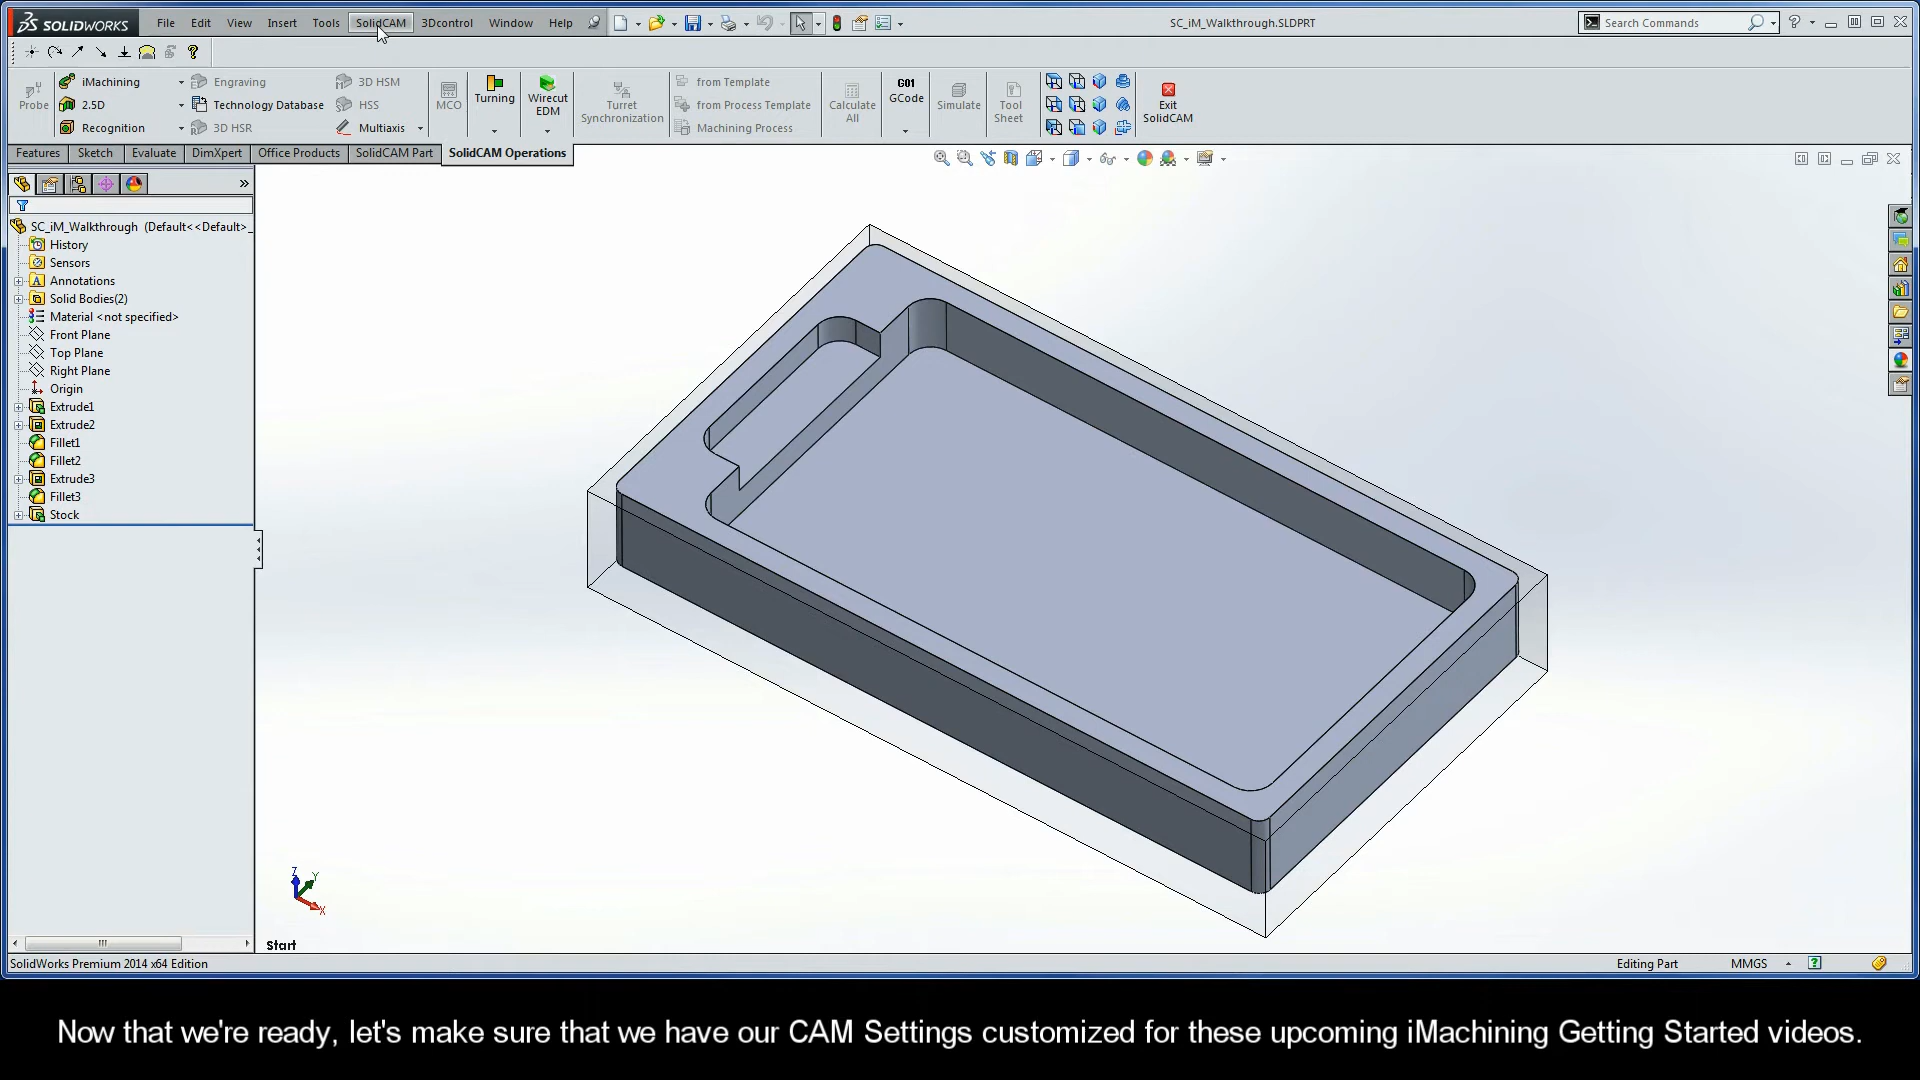 SOLIDWORKS File Edit View Insert Tools SolidCAM 3Dcontrol Window Help SC_iM_Walkthrough.SLDPRT Search Commands
Probe
iMachining
2.5D
Recognition
Engraving
Technology Database
3D HSR
3D HSM
HSS
Multiaxis
MCO
Turning
Wirecut
EDM
Turret
Synchronization
from Template
from Process Template
Machining Process
Calculate
All
G01
GCode
Simulate
Tool
Sheet
Exit
SolidCAM
Features Sketch Evaluate DimXpert Office Products SolidCAM Part SolidCAM Operations
SC_iM_Walkthrough (Default<<Default>_
History
Sensors
Annotations
Solid Bodies(2)
Material <not specified>
Front Plane
Top Plane
Right Plane
Origin
Extrude1
Extrude2
Fillet1
Fillet2
Extrude3
Fillet3
Stock
Z
Y
X
Start
SolidWorks Premium 2014 x64 Edition Editing Part MMGS
Now that we're ready, let's make sure that we have our CAM Settings customized for these upcoming iMachining Getting Started videos.